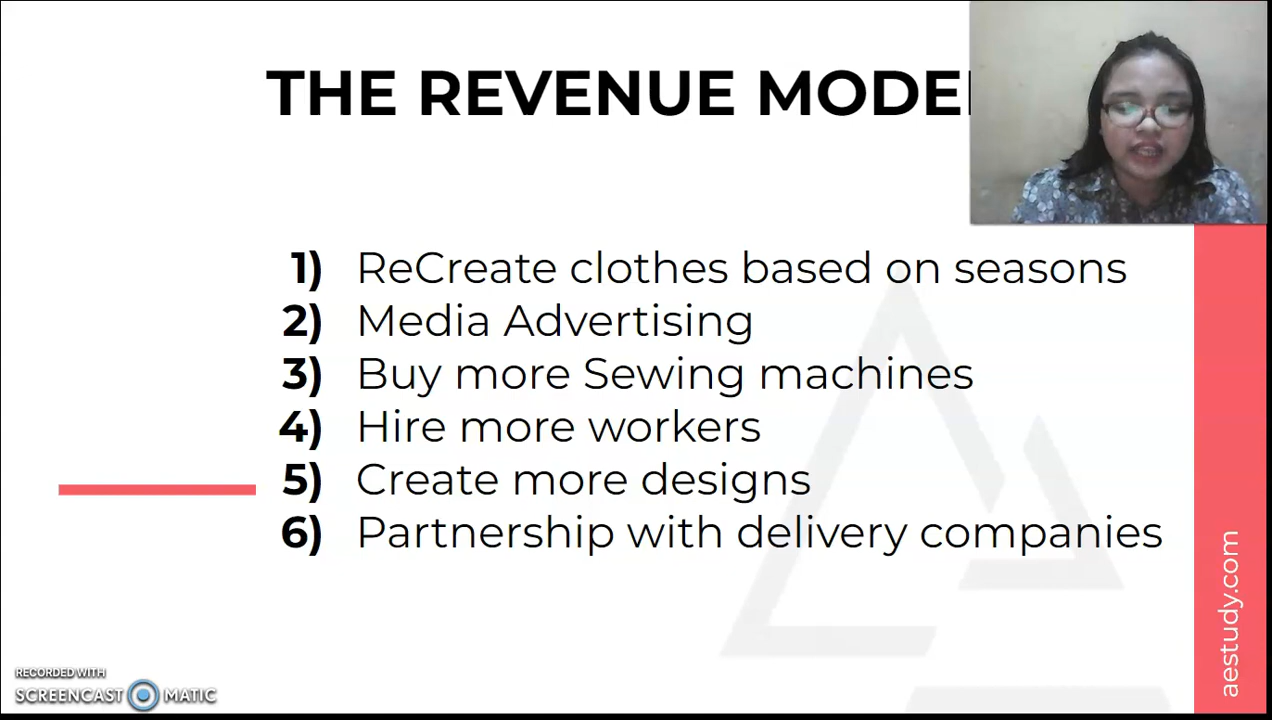 THE REVENUE MODE
1) ReCreate clothes based on seasons
2) Media Advertising
3) Buy more Sewing machines
4) Hire more workers
5) Create more designs
6) Partnership with delivery companies
aestudy.com
RECORDED WITH
SCREENCAST MATIC